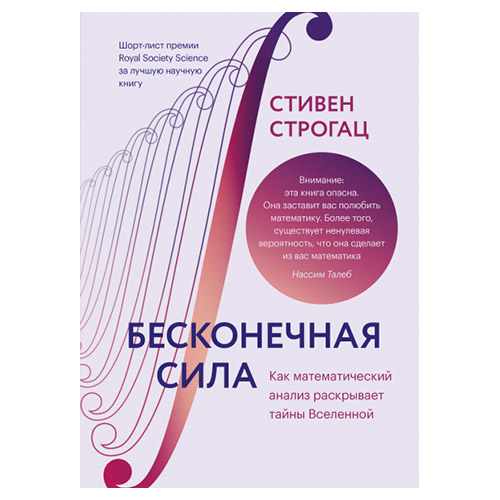 Шорт-лист премии
Royal Society Science
за лучшую научную
книгу
СТИВЕН
СТРОГАЦ
Внимание:
эта книга опасна.
Она заставит вас полюбить
математику. Более того,
существует ненулевая
вероятность, что она сделает
из вас математика
Нассим Талеб
БЕСКОНЕЧНАЯ
СИЛА
Как математический
анализ раскрывает
тайны Вселенной